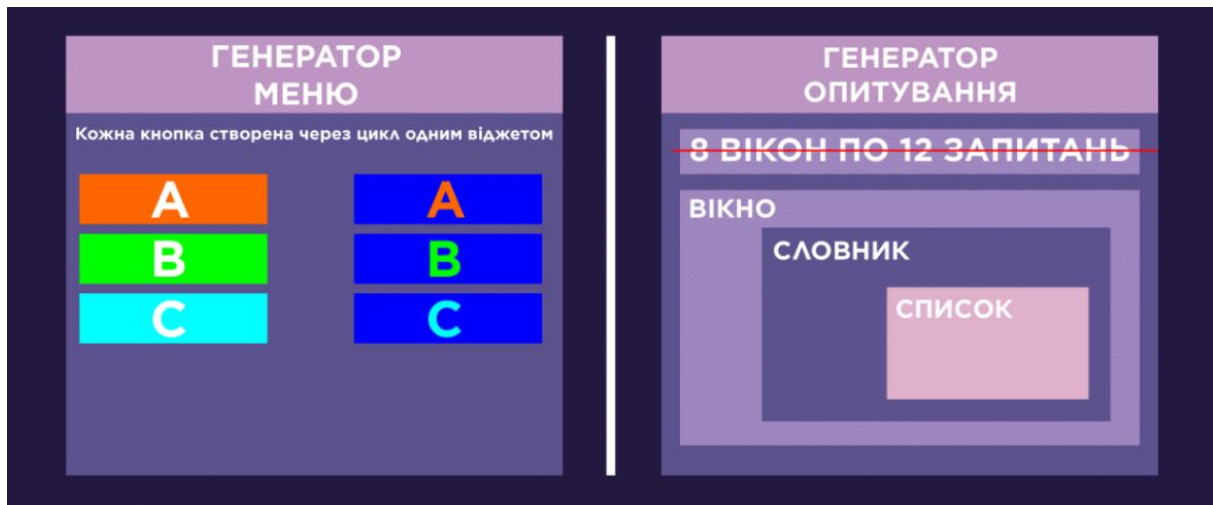 ГЕНЕРАТОР
МЕНЮ
Кожна кнопка створена через цикл одним віджетом
A A
B B
C C
ГЕНЕРАТОР
ОПИТУВАННЯ
8 ВІКОН ПО 12 ЗАПИТАНЬ
ВІКНО
СЛОВНИК
СПИСОК